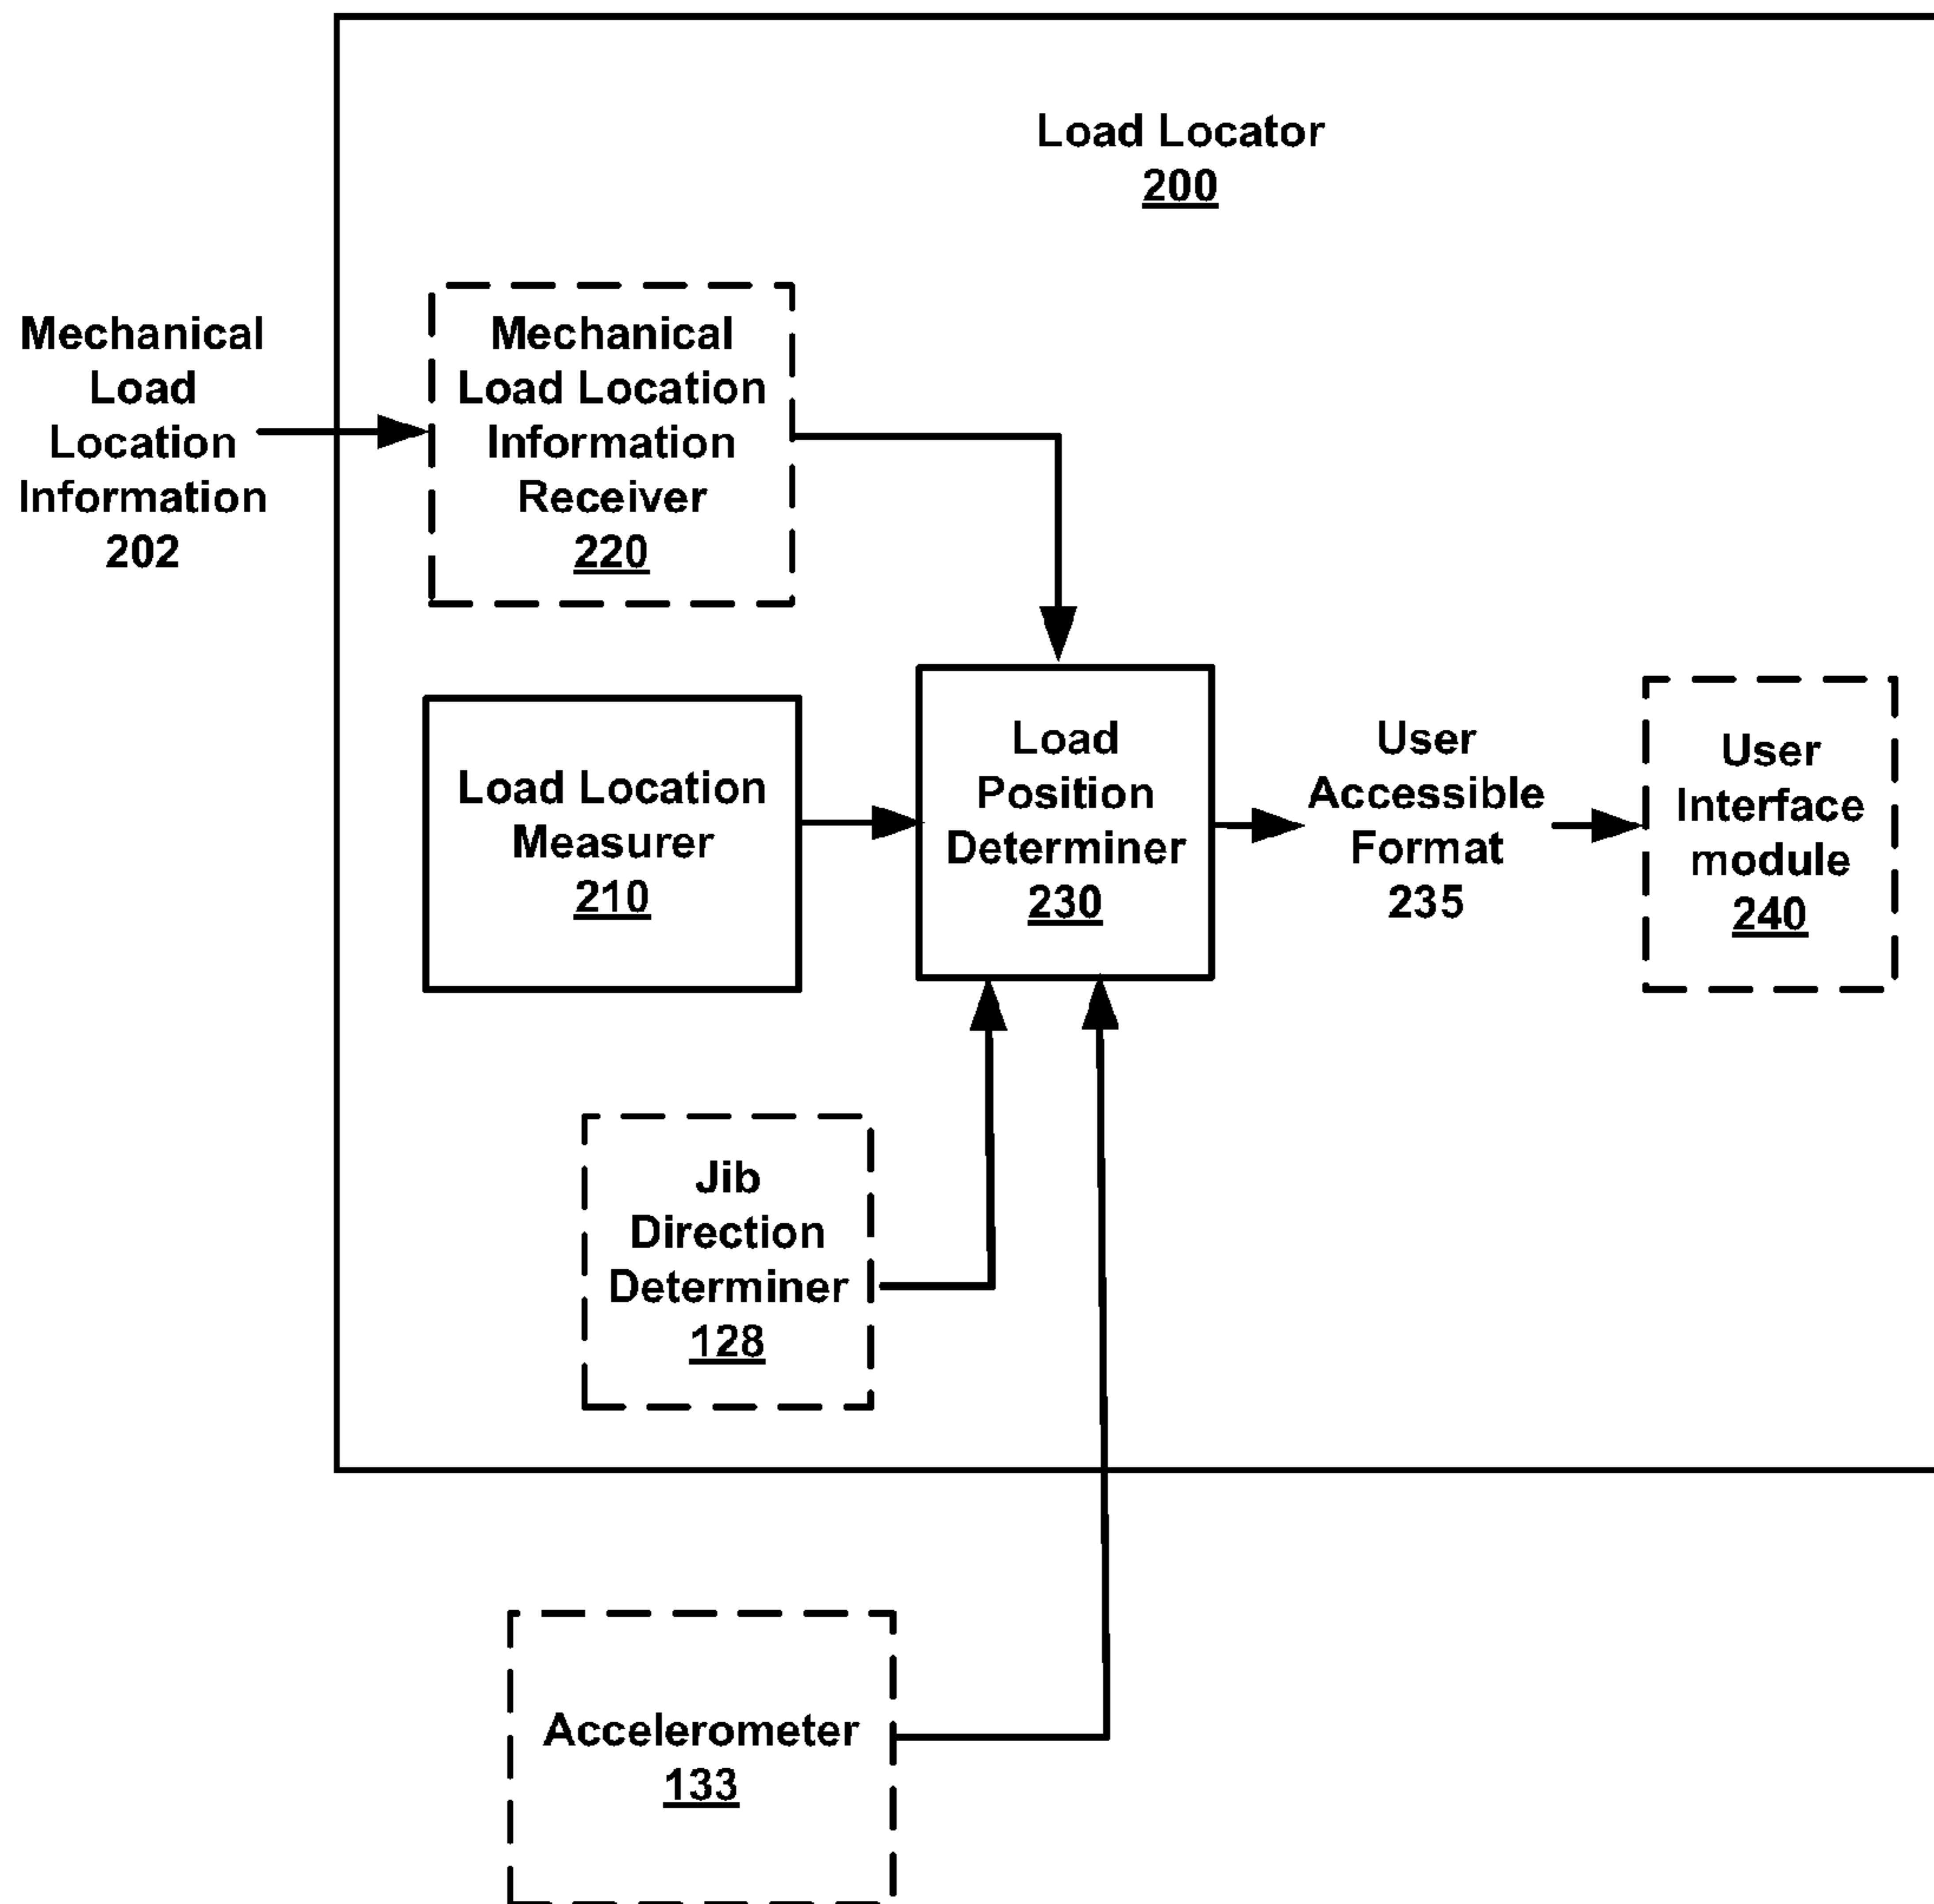 Load Locator
200
Mechanical
Load
Location
Information
202
Mechanical
Load Location
Information
Receiver
220
Load Location
Measurer
210
Load
Position
Determiner
230
User
Accessible
Format
235
User
Interface
module
240
Jib
Direction
Determiner
128
Accelerometer
133